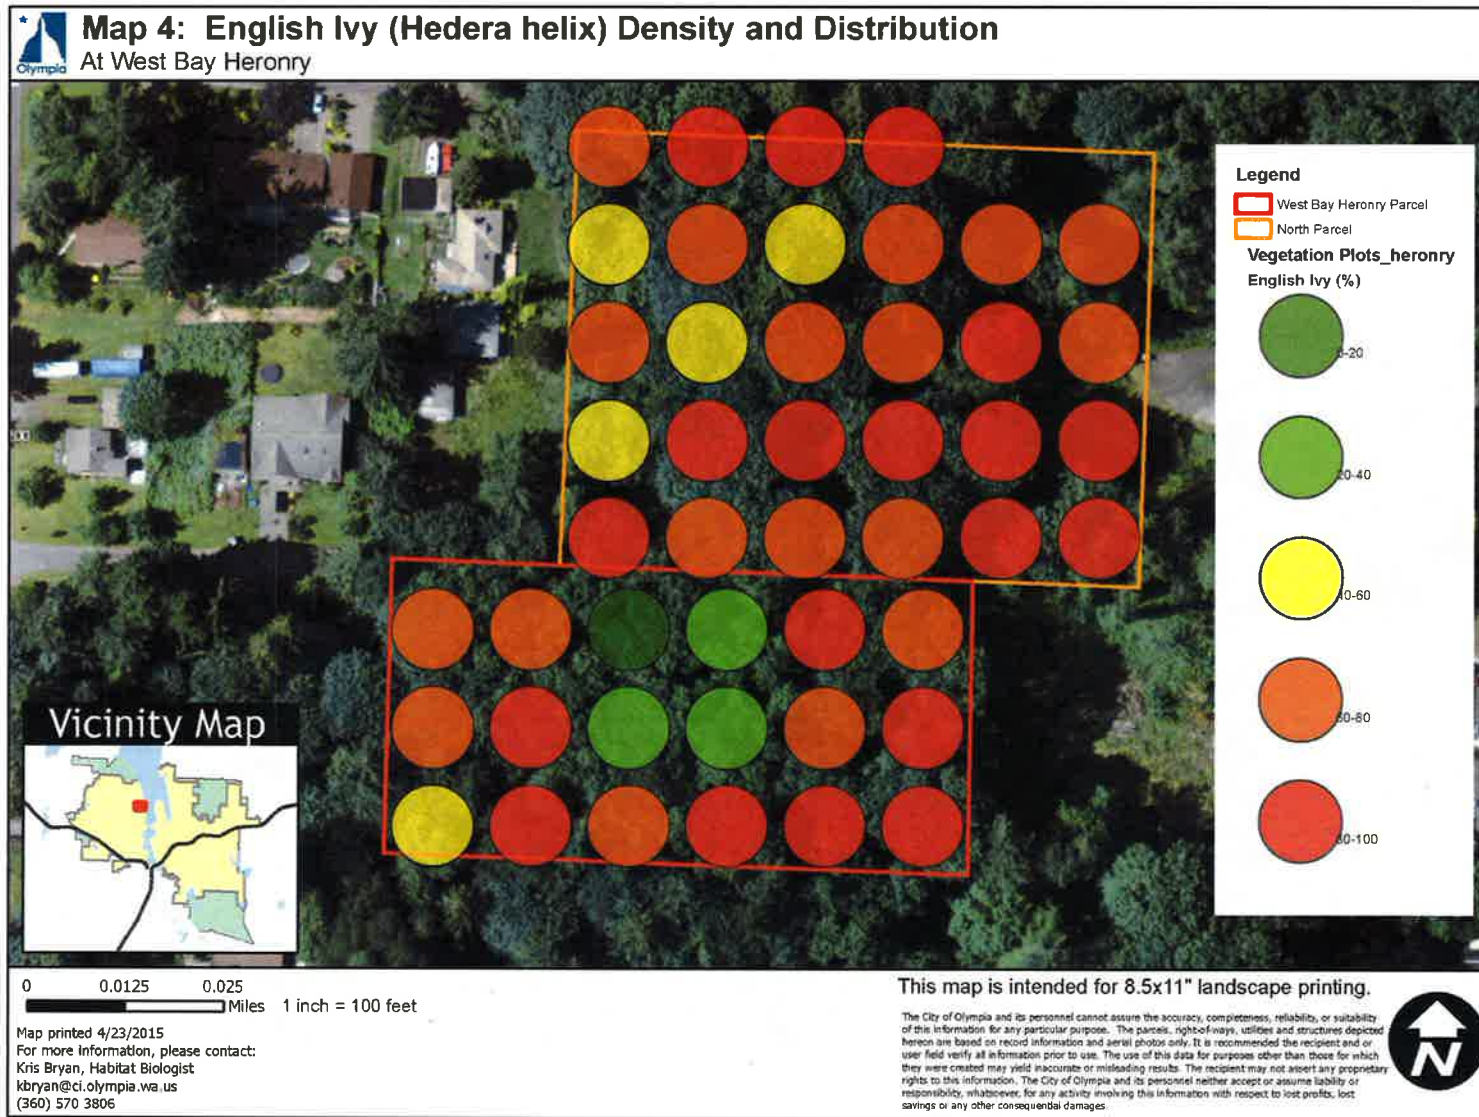 Map 4: English Ivy (Hedera helix) Density and Distribution
At West Bay Heronry
Olympia
Legend
West Bay Heronry Parcel
North Parcel
Vegetation Plots_heronry
English Ivy (%)
-20
20-40
40-60
60-80
80-100
Vicinity Map
0 0.0125 0.025
Miles 1 inch = 100 feet
Map printed 4/23/2015
For more information, please contact:
Kris Bryan, Habitat Biologist
kbryan@ci.olympia.wa.us
(360) 570 3806
This map is intended for 8.5x11" landscape printing.
The City of Olympia and its personnel cannot assure the accuracy, completeness, reliability, or suitability
of this information for any particular purpose. The parcels, right-of-ways, utilities and structures depicted
hereon are based on record information and aerial photos only. It is recommended the recipient and or
user field verify all information prior to use. The use of this data for purposes other than those for which
they were created may yield inaccurate or misleading results. The recipient may not assert any proprietary
rights to this information. The City of Olympia and its personnel neither accept or assume liability or
responsibility, whatsoever, for any activity involving this information with respect to lost profits, lost
savings or any other consequential damages.
N